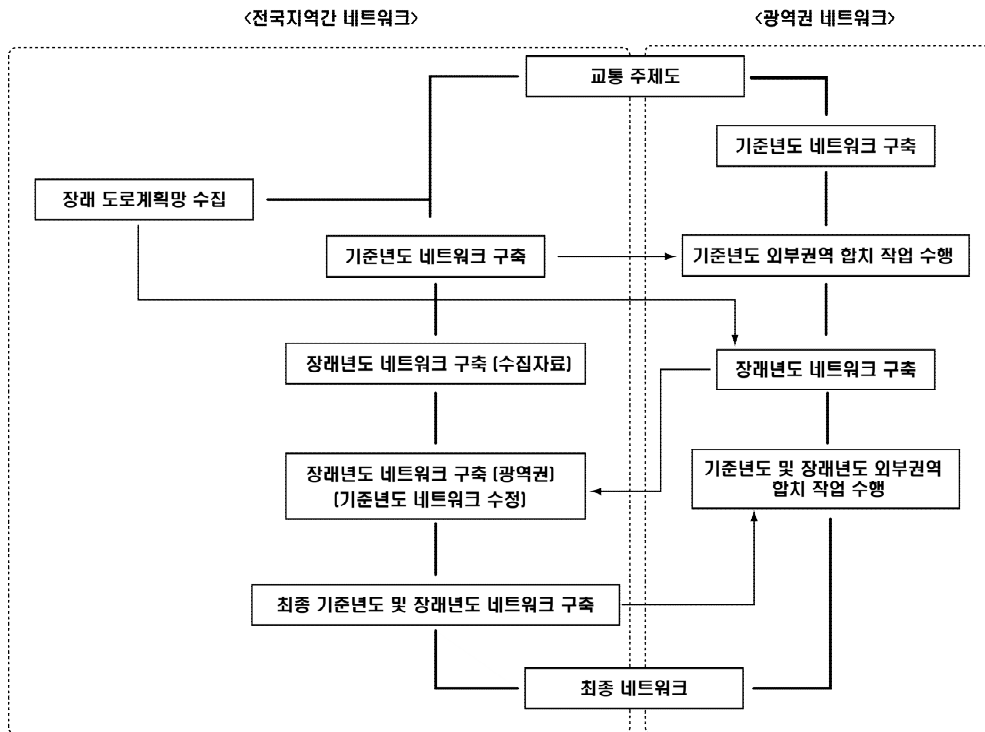 <전국지역간 네트워크>
<광역권 네트워크>
교통 주제도
기준년도 네트워크 구축
장래 도로계획망 수집
기준년도 네트워크 구축
기준년도 외부권역 합치 작업 수행
장래년도 네트워크 구축 (수집자료)
장래년도 네트워크 구축
장래년도 네트워크 구축 (광역권)
(기준년도 네트워크 수정)
기준년도 및 장래년도 외부권역
합치 작업 수행
최종 기준년도 및 장래년도 네트워크 구축
최종 네트워크